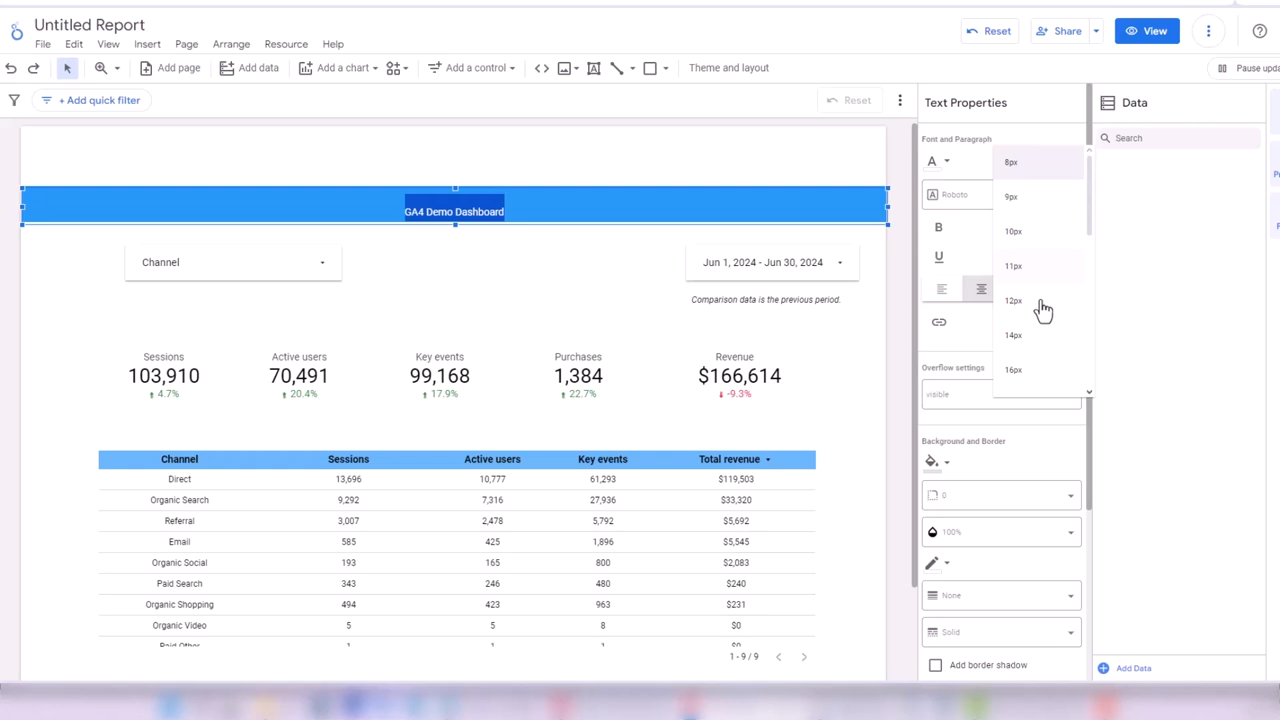 Untitled Report
File Edit View Insert Page Arrange Resource Help
Reset Share View
Add page Add data Add a chart Add a control Theme and layout
+ Add quick filter Reset
Text Properties
Font and Paragraph
Roboto
B
U
8px
9px
10px
11px
12px
14px
16px
Overflow settings
visible
Background and Border
0
100%
None
Solid
Add border shadow
Data
Search
Add Data
GA4 Demo Dashboard
Channel
Jun 1, 2024 - Jun 30, 2024
Comparison data is the previous period.
Sessions Active users Key events Purchases Revenue
103,910 70,491 99,168 1,384 $166,614
4.7% 20.4% 17.9% 22.7% -9.3%
Channel Sessions Active users Key events Total revenue
Direct 13,696 10,777 61,293 $119,503
Organic Search 9,292 7,316 27,936 $33,320
Referral 3,007 2,478 5,792 $5,692
Email 585 425 1,896 $5,545
Organic Social 193 165 800 $2,083
Paid Search 343 246 480 $240
Organic Shopping 494 423 963 $231
Organic Video 5 5 8 $0
1 - 9 / 9